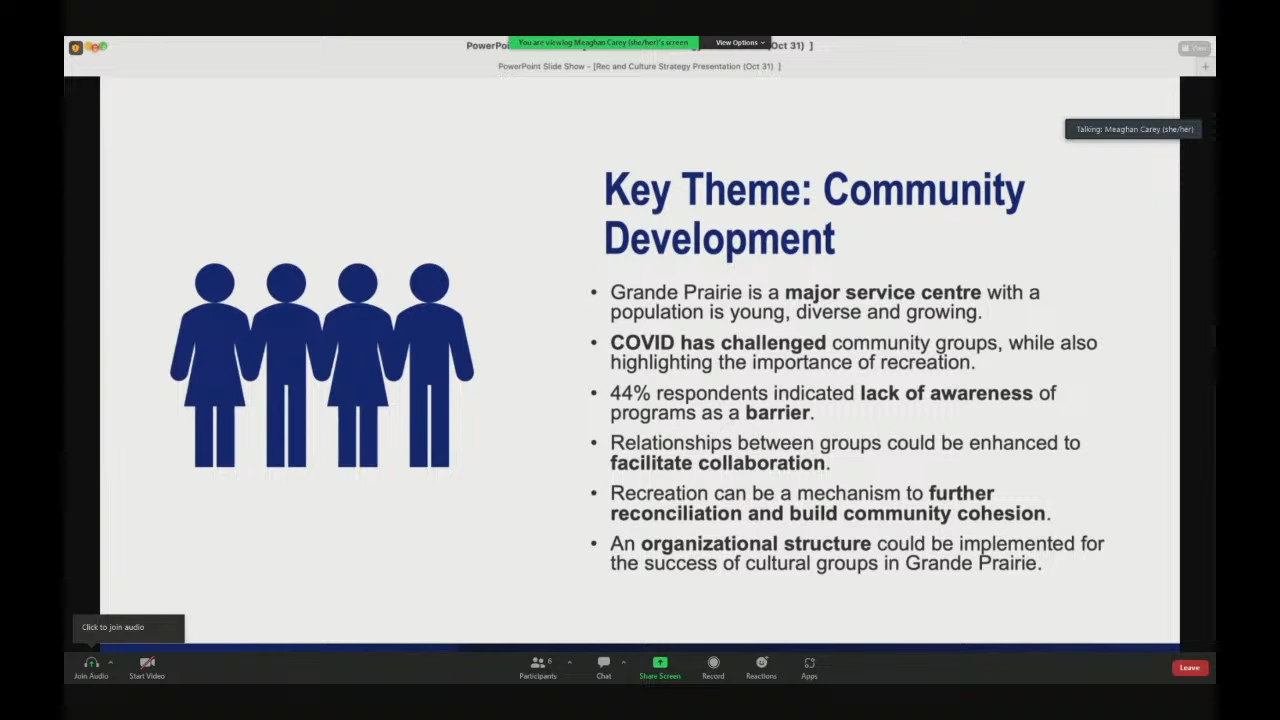 PowerPoi
You are viewing Meaghan Carey (she/her)'s screen
View Options
Oct 31) ]
View
PowerPoint Slide Show - [Rec and Culture Strategy Presentation (Oct 31) ]
+
Talking: Meaghan Carey (she/her)
Key Theme: Community
Development
• Grande Prairie is a major service centre with a
population is young, diverse and growing.
• COVID has challenged community groups, while also
highlighting the importance of recreation.
• 44% respondents indicated lack of awareness of
programs as a barrier.
• Relationships between groups could be enhanced to
facilitate collaboration.
• Recreation can be a mechanism to further
reconciliation and build community cohesion.
• An organizational structure could be implemented for
the success of cultural groups in Grande Prairie.
Click to join audio
6
Join Audio
Start Video
Participants
Chat
Share Screen
Record
Reactions
Apps
Leave